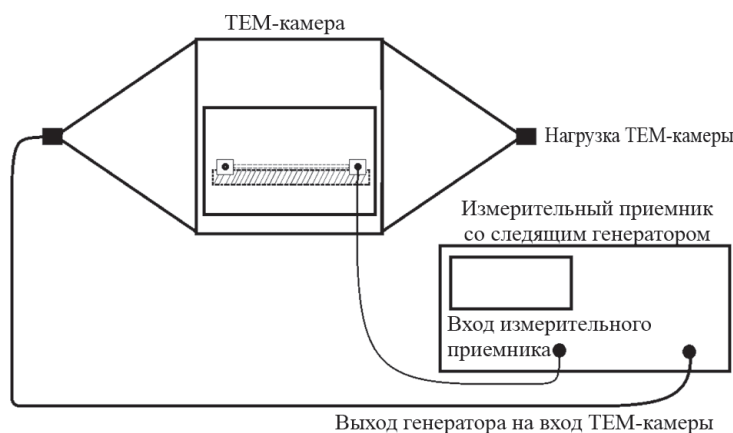 ТЕМ-камера
Нагрузка ТЕМ-камеры
Измерительный приемник
со следящим генератором
Вход измерительного
приемника
Выход генератора на вход ТЕМ-камеры